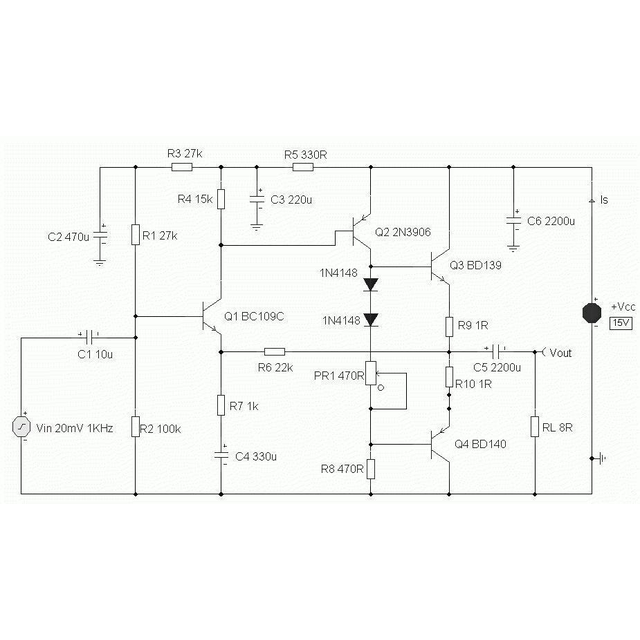 R3 27k
R5 330R
R4 15k
C3 220u
Is
C2 470u
R1 27k
Q2 2N3906
C6 2200u
1N4148
Q3 BD139
+Vcc
15V
Q1 BC109C
1N4148
R9 1R
C1 10u
R6 22k
C5 2200u
Vout
PR1 470R
R10 1R
R7 1k
Vin 20mV 1KHz
R2 100k
RL 8R
Q4 BD140
C4 330u
R8 470R